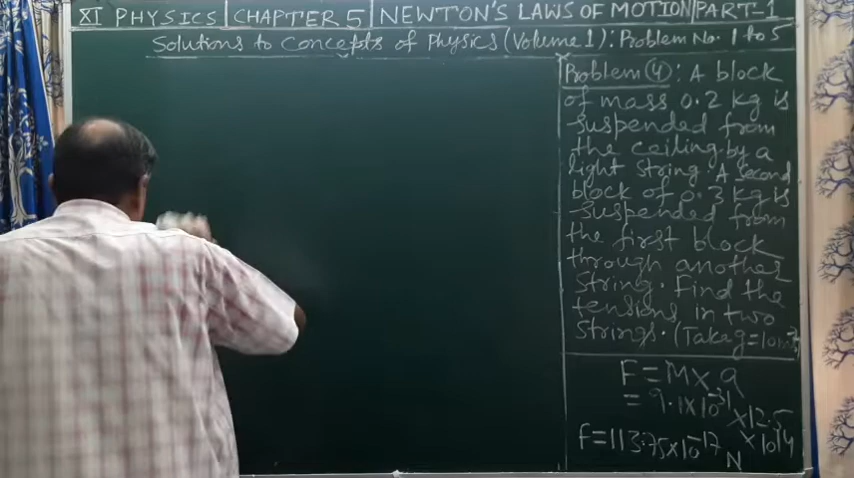 XI PHYSICS | CHAPTER 5 | NEWTON'S LAWS OF MOTION | PART-1
Solutions to Concepts of Physics (Volume 1): Problem No. 1 to 5
Problem (4): A block
of mass 0.2 kg is
suspended from
the ceiling by a
light string. A second
block of 0.3 kg is
suspended from
the first block
through another
string. Find the
tensions in two
strings. (Take g=10m
F = M × a
= 9.1×10⁻³¹ ×12.5
×10¹⁴
F=113.75×10⁻¹⁷ N